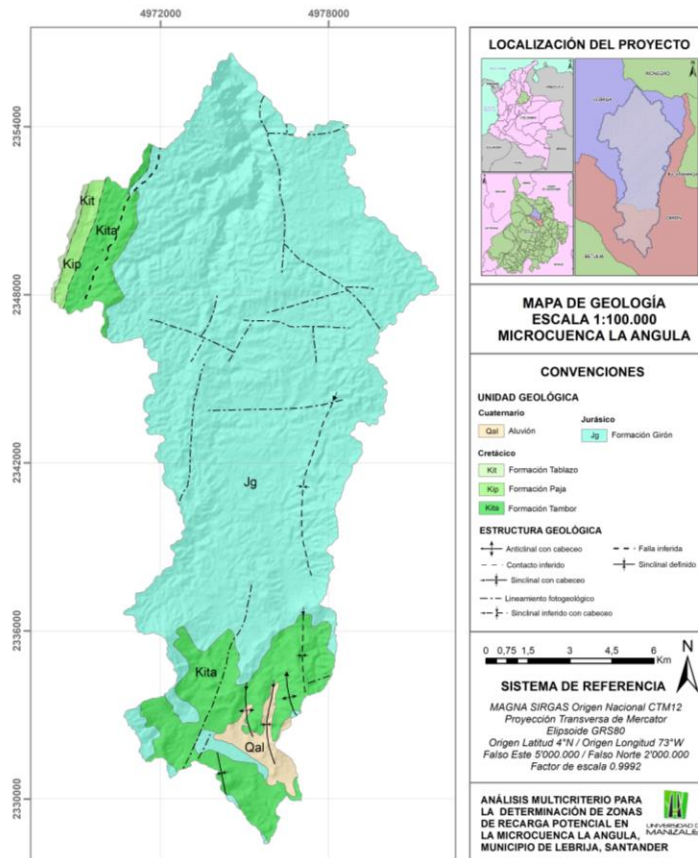 4972000
4978000
2354000
2348000
2342000
2336000
2330000
Kit
Kita
Kip
Jg
Kita
Qal
LOCALIZACIÓN DEL PROYECTO
N
MAPA DE GEOLOGÍA
ESCALA 1:100.000
MICROCUENCA LA ANGULA
CONVENCIONES
UNIDAD GEOLÓGICA
Cuaternario
Qal Aluvión
Jurásico
Jg Formación Girón
Cretácico
Kit Formación Tablazo
Kip Formación Paja
Kita Formación Tambor
ESTRUCTURA GEOLÓGICA
Anticlinal con cabeceo
Contacto inferido
Sinclinal con cabeceo
Lineamiento fotogeológico
Sinclinal inferido con cabeceo
Falla inferida
Sinclinal definido
0 0,75 1,5 3 4,5 6
Km
N
SISTEMA DE REFERENCIA
MAGNA SIRGAS Origen Nacional CTM12
Proyección Transversa de Mercator
Elipsoide GRS80
Origen Latitud 4°N / Origen Longitud 73°W
Falso Este 5'000.000 / Falso Norte 2'000.000
Factor de escala 0.9992
ANÁLISIS MULTICRITERIO PARA
LA DETERMINACIÓN DE ZONAS
DE RECARGA POTENCIAL EN
LA MICROCUENCA LA ANGULA,
MUNICIPIO DE LEBRIJA, SANTANDER
UNIVERSIDAD DE
MANIZALES